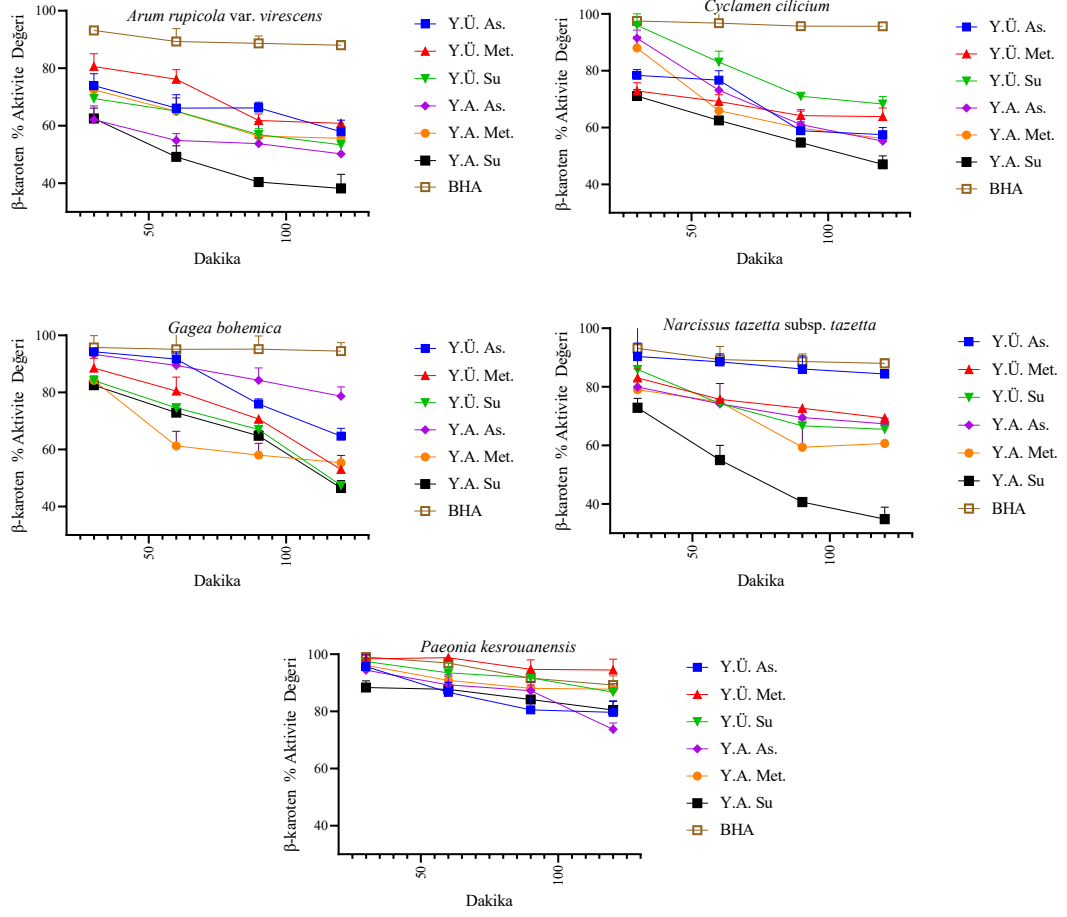 Arum rupicola var. virescens
β-karoten % Aktivite Değeri
100
80
60
40
50
100
Dakika
Y.Ü. As.
Y.Ü. Met.
Y.Ü. Su
Y.A. As.
Y.A. Met.
Y.A. Su
BHA
Cyclamen cilicium
β-karoten % Aktivite Değeri
100
80
60
40
50
100
Dakika
Y.Ü. As.
Y.Ü. Met.
Y.Ü. Su
Y.A. As.
Y.A. Met.
Y.A. Su
BHA
Gagea bohemica
β-karoten % Aktivite Değeri
100
80
60
40
50
100
Dakika
Y.Ü. As.
Y.Ü. Met.
Y.Ü. Su
Y.A. As.
Y.A. Met.
Y.A. Su
BHA
Narcissus tazetta subsp. tazetta
β-karoten % Aktivite Değeri
100
80
60
40
50
100
Dakika
Y.Ü. As.
Y.Ü. Met.
Y.Ü. Su
Y.A. As.
Y.A. Met.
Y.A. Su
BHA
Paeonia kesrouanensis
β-karoten % Aktivite Değeri
100
80
60
40
50
100
Dakika
Y.Ü. As.
Y.Ü. Met.
Y.Ü. Su
Y.A. As.
Y.A. Met.
Y.A. Su
BHA